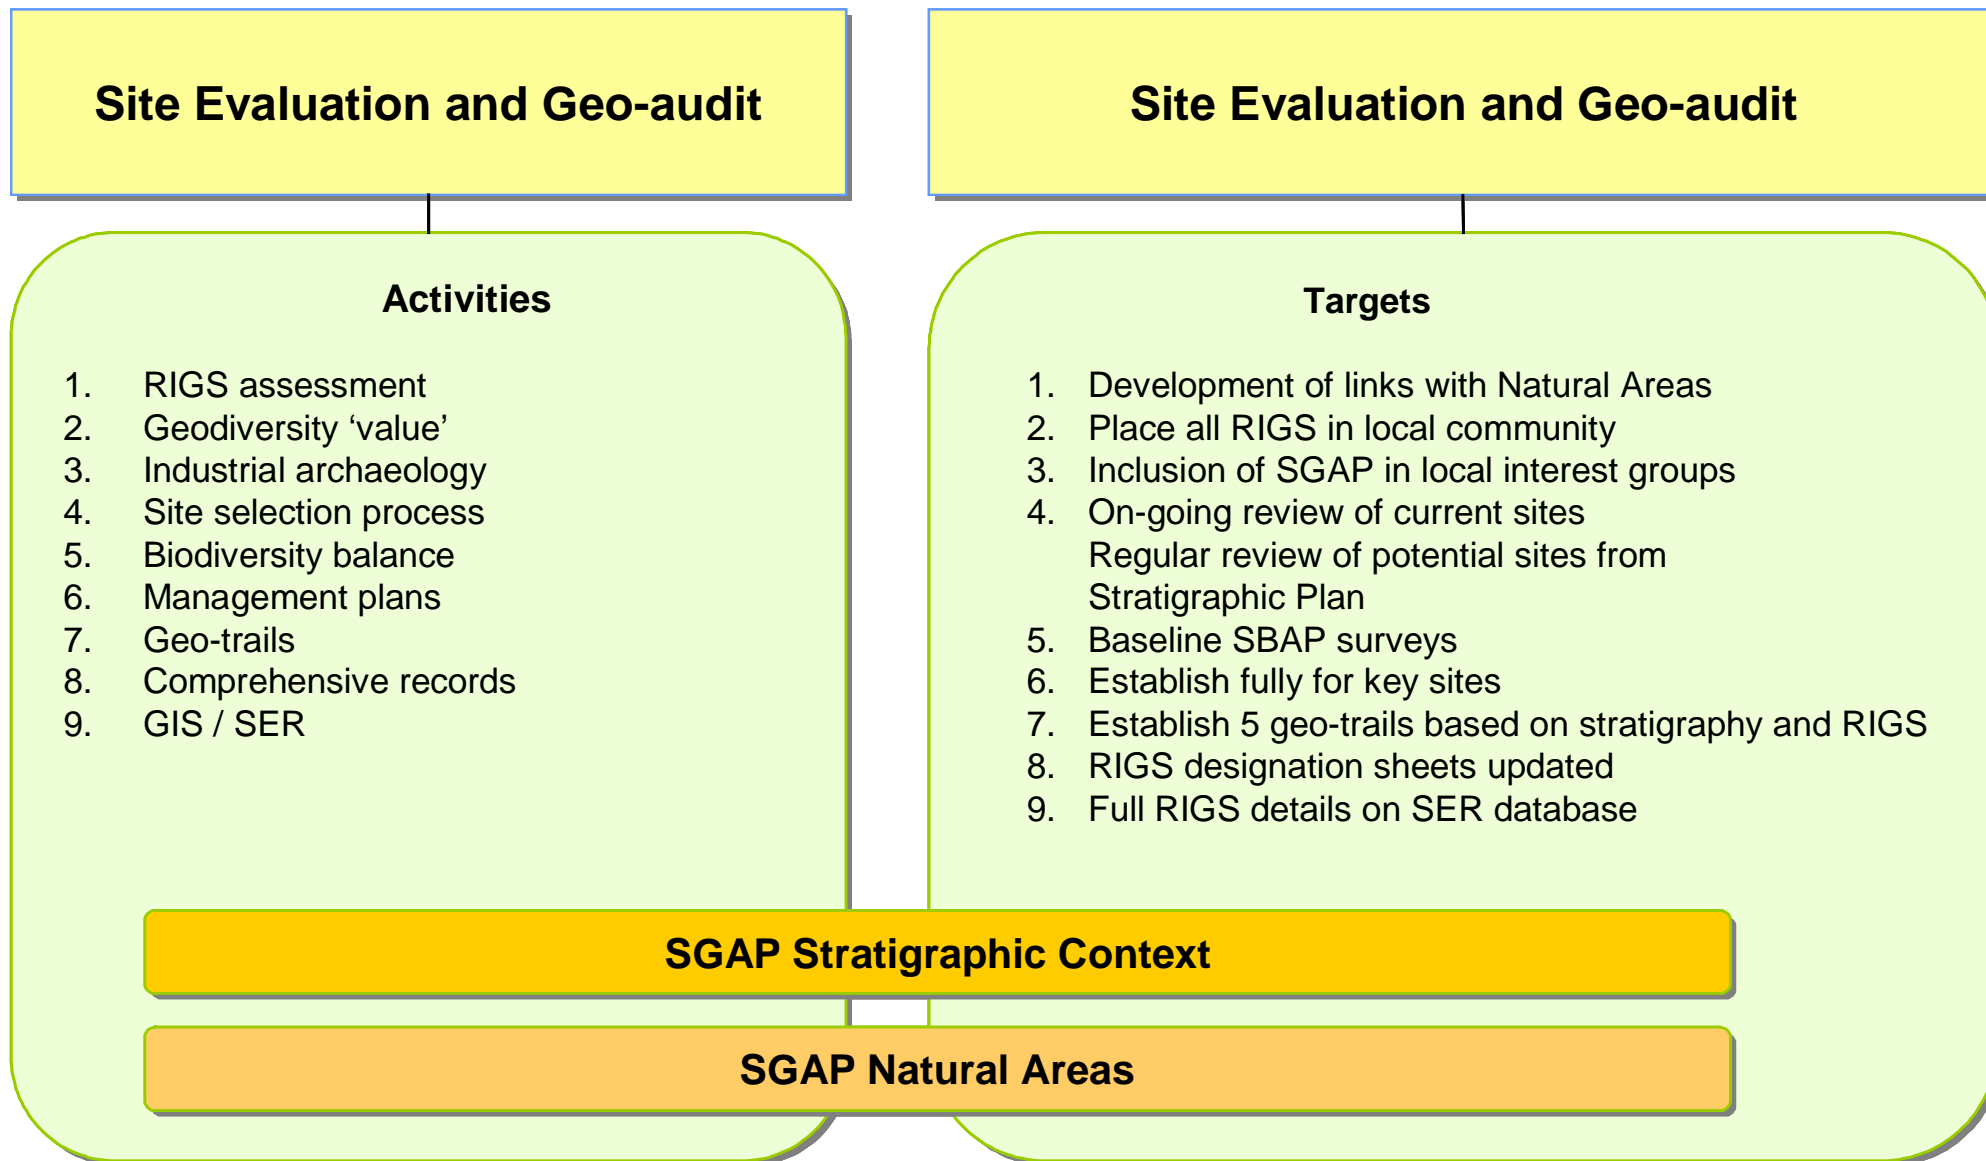 Site Evaluation and Geo-audit
Activities
1. RIGS assessment
2. Geodiversity ‘value’
3. Industrial archaeology
4. Site selection process
5. Biodiversity balance
6. Management plans
7. Geo-trails
8. Comprehensive records
9. GIS / SER
Site Evaluation and Geo-audit
Targets
1. Development of links with Natural Areas
2. Place all RIGS in local community
3. Inclusion of SGAP in local interest groups
4. On-going review of current sites
Regular review of potential sites from
Stratigraphic Plan
5. Baseline SBAP surveys
6. Establish fully for key sites
7. Establish 5 geo-trails based on stratigraphy and RIGS
8. RIGS designation sheets updated
9. Full RIGS details on SER database
SGAP Stratigraphic Context
SGAP Natural Areas